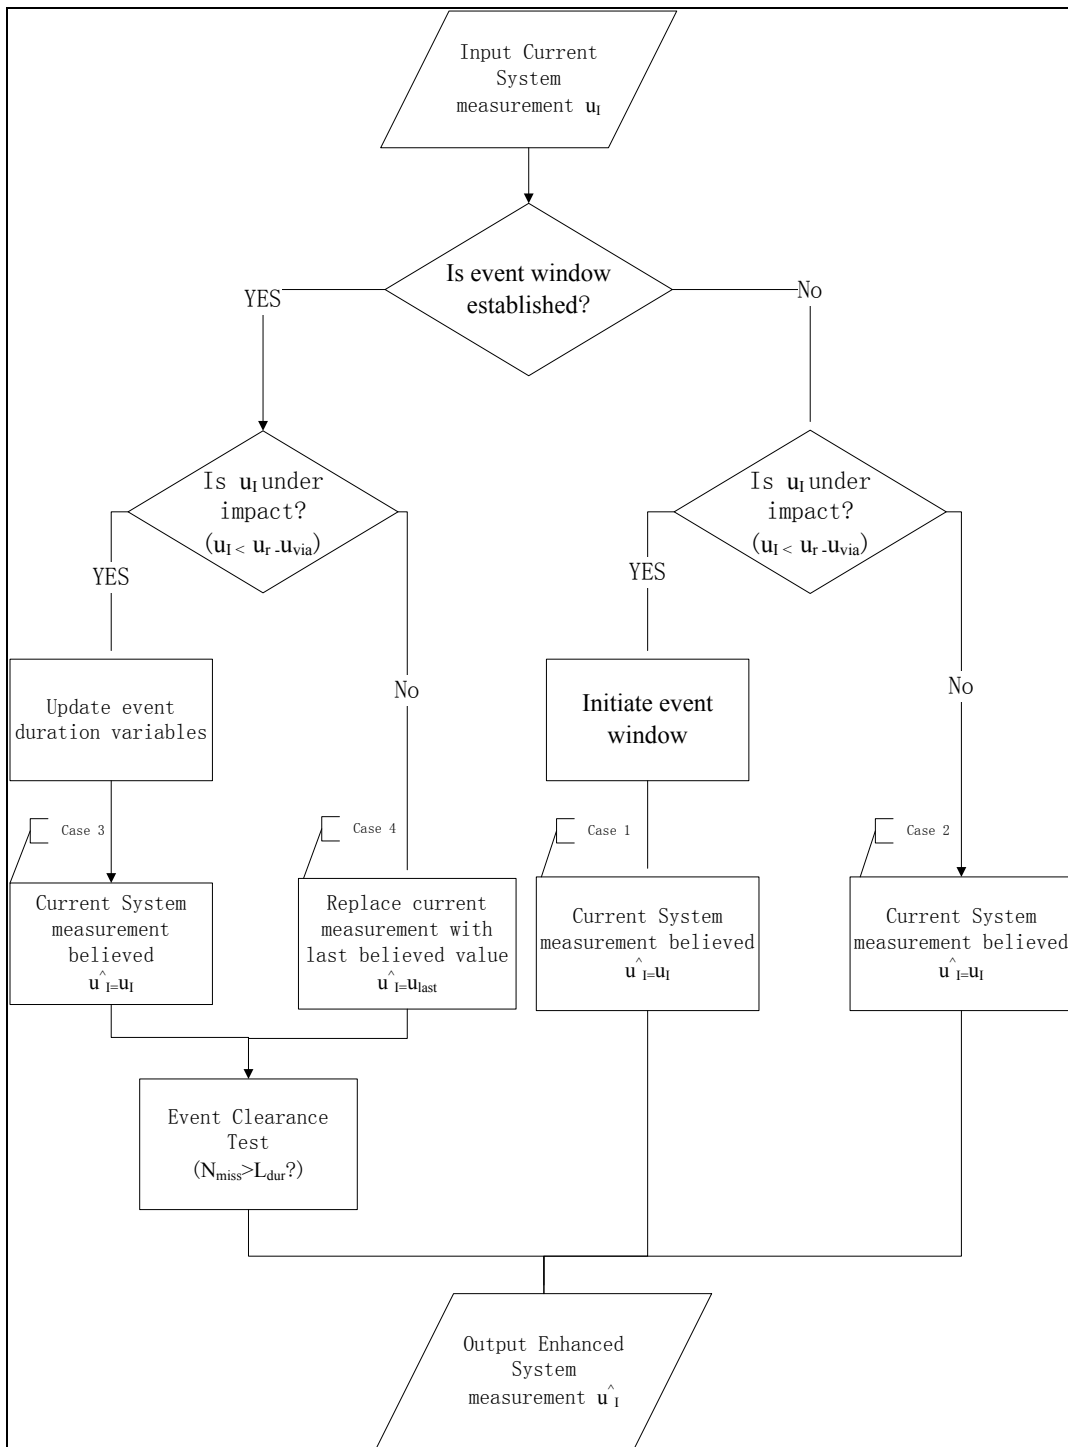 Input Current
System
measurement uI
Is event window
established?
YES
No
Is uI under
impact?
(uI < ur -uvia)
Is uI under
impact?
(uI < ur -uvia)
YES
No
YES
No
Update event
duration variables
Initiate event
window
Case 3
Case 4
Case 1
Case 2
Current System
measurement
believed
u^I=uI
Replace current
measurement with
last believed value
u^I=ulast
Current System
measurement believed
u^I=uI
Current System
measurement believed
u^I=uI
Event Clearance
Test
(Nmiss>Ldur?)
Output Enhanced
System
measurement u^I